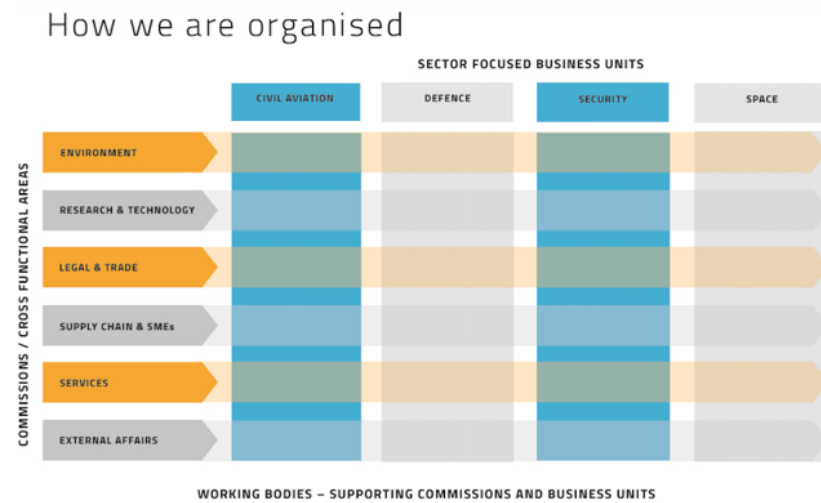 How we are organised
SECTOR FOCUSED BUSINESS UNITS
CIVIL AVIATION
DEFENCE
SECURITY
SPACE
COMMISSIONS / CROSS FUNCTIONAL AREAS
ENVIRONMENT
RESEARCH & TECHNOLOGY
LEGAL & TRADE
SUPPLY CHAIN & SMEs
SERVICES
EXTERNAL AFFAIRS
WORKING BODIES – SUPPORTING COMMISSIONS AND BUSINESS UNITS